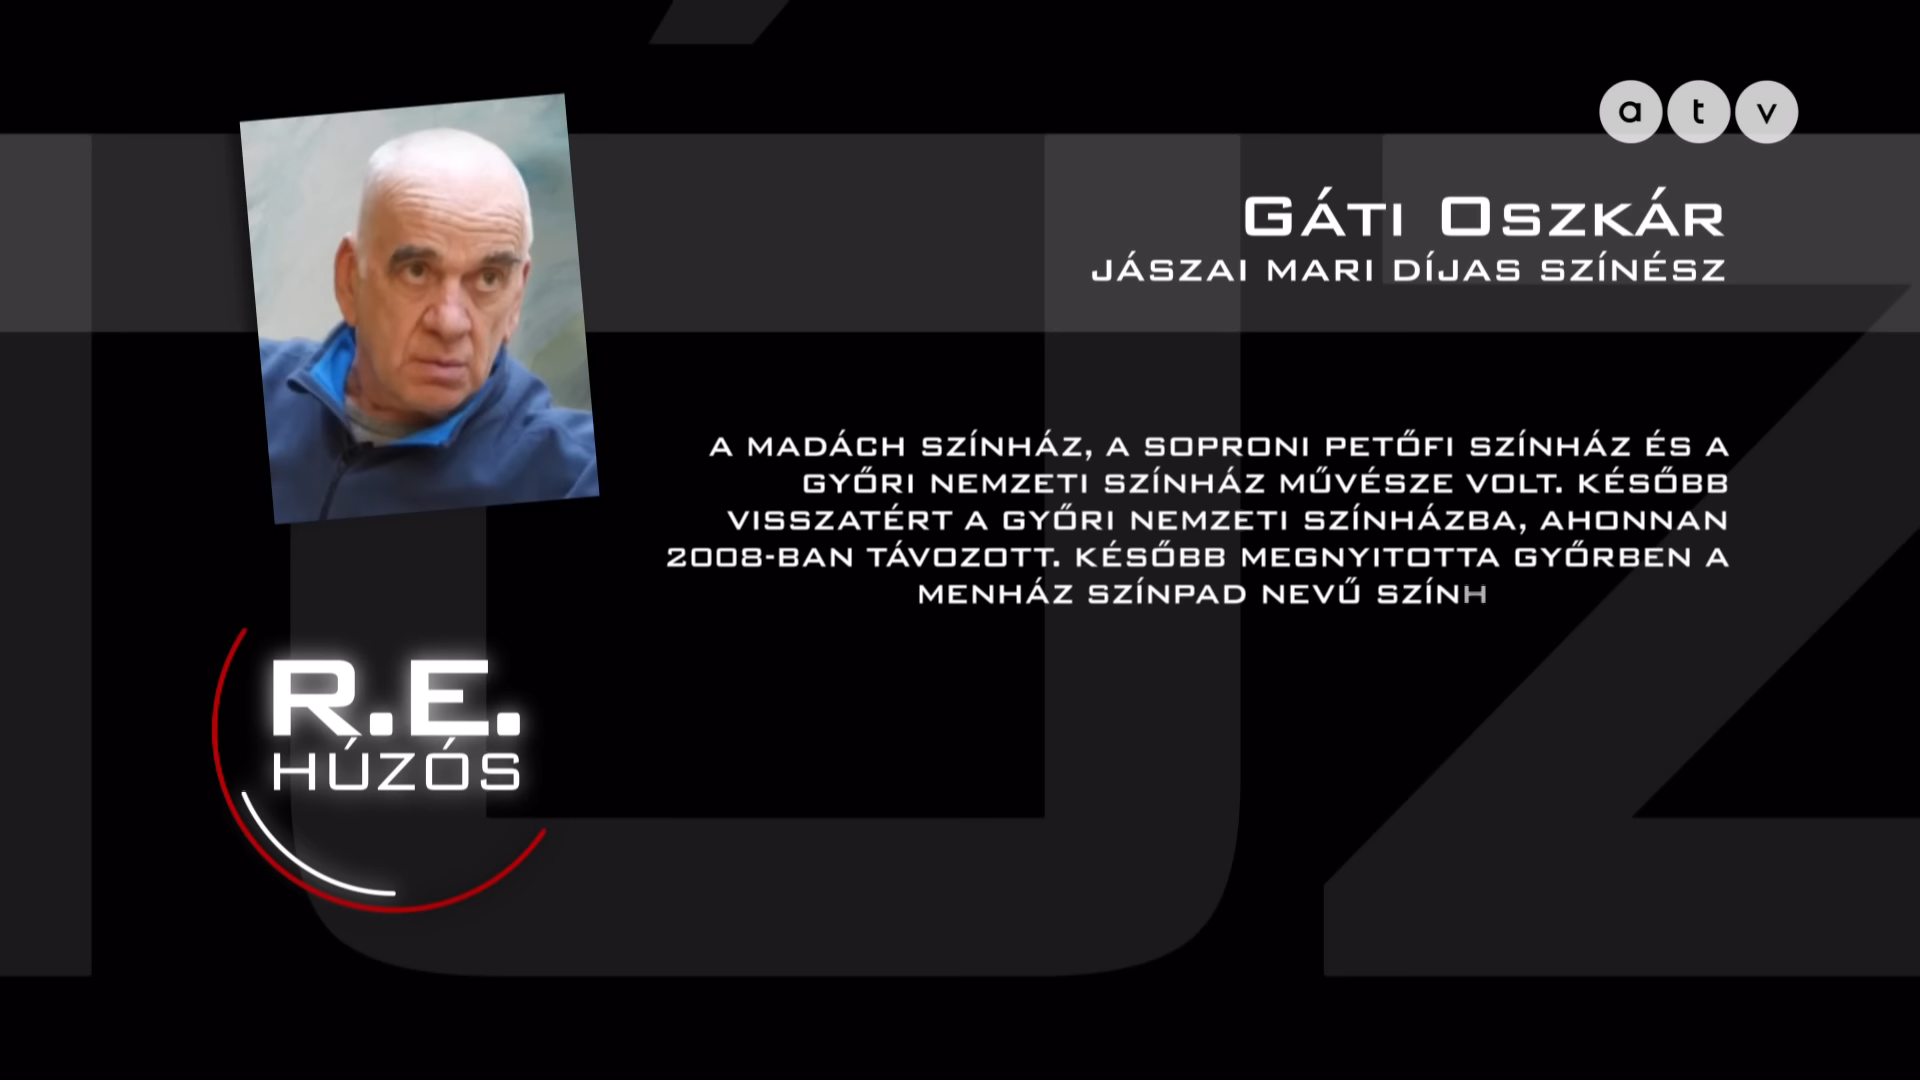 atv
GÁTI OSZKÁR
JÁSZAI MARI DÍJAS SZÍNÉSZ
A MADÁCH SZÍNHÁZ, A SOPRONI PETŐFI SZÍNHÁZ ÉS A
GYŐRI NEMZETI SZÍNHÁZ MŰVÉSZE VOLT. KÉSŐBB
VISSZATÉRT A GYŐRI NEMZETI SZÍNHÁZBA, AHONNAN
2008-BAN TÁVOZOTT. KÉSŐBB MEGNYITOTTA GYŐRBEN A
MENHÁZ SZÍNPAD NEVŰ SZÍNH
R.E.
HÚZÓS